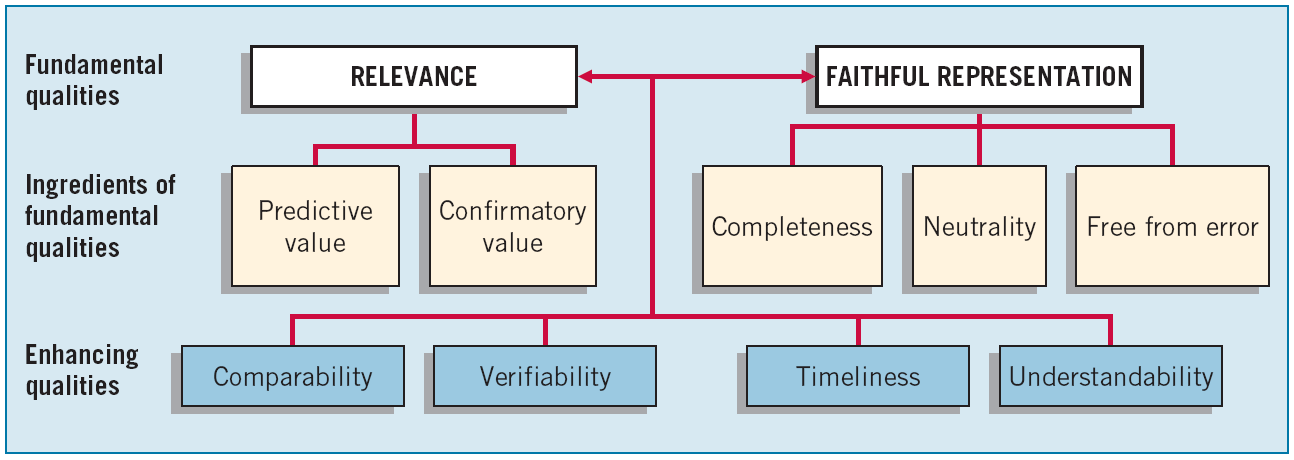 Fundamental
qualities
RELEVANCE
FAITHFUL REPRESENTATION
Ingredients of
fundamental
qualities
Predictive
value
Confirmatory
value
Completeness
Neutrality
Free from error
Enhancing
qualities
Comparability
Verifiability
Timeliness
Understandability